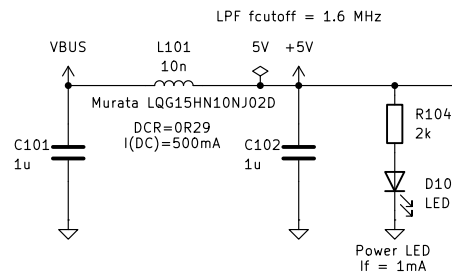 LPF fcutoff = 1.6 MHz
VBUS
L101
10n
5V
+5V
Murata LQG15HN10NJ02D
DCR=0R29
I(DC)=500mA
C101
1u
C102
1u
R104
2k
LED
Power LED
If = 1mA